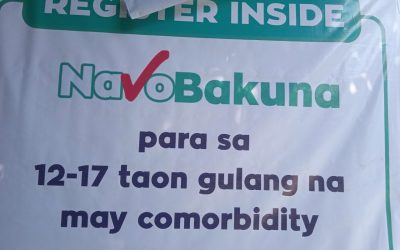 REGISTER INSIDE
NavoBakuna
para sa
12-17 taon gulang na
may comorbidity